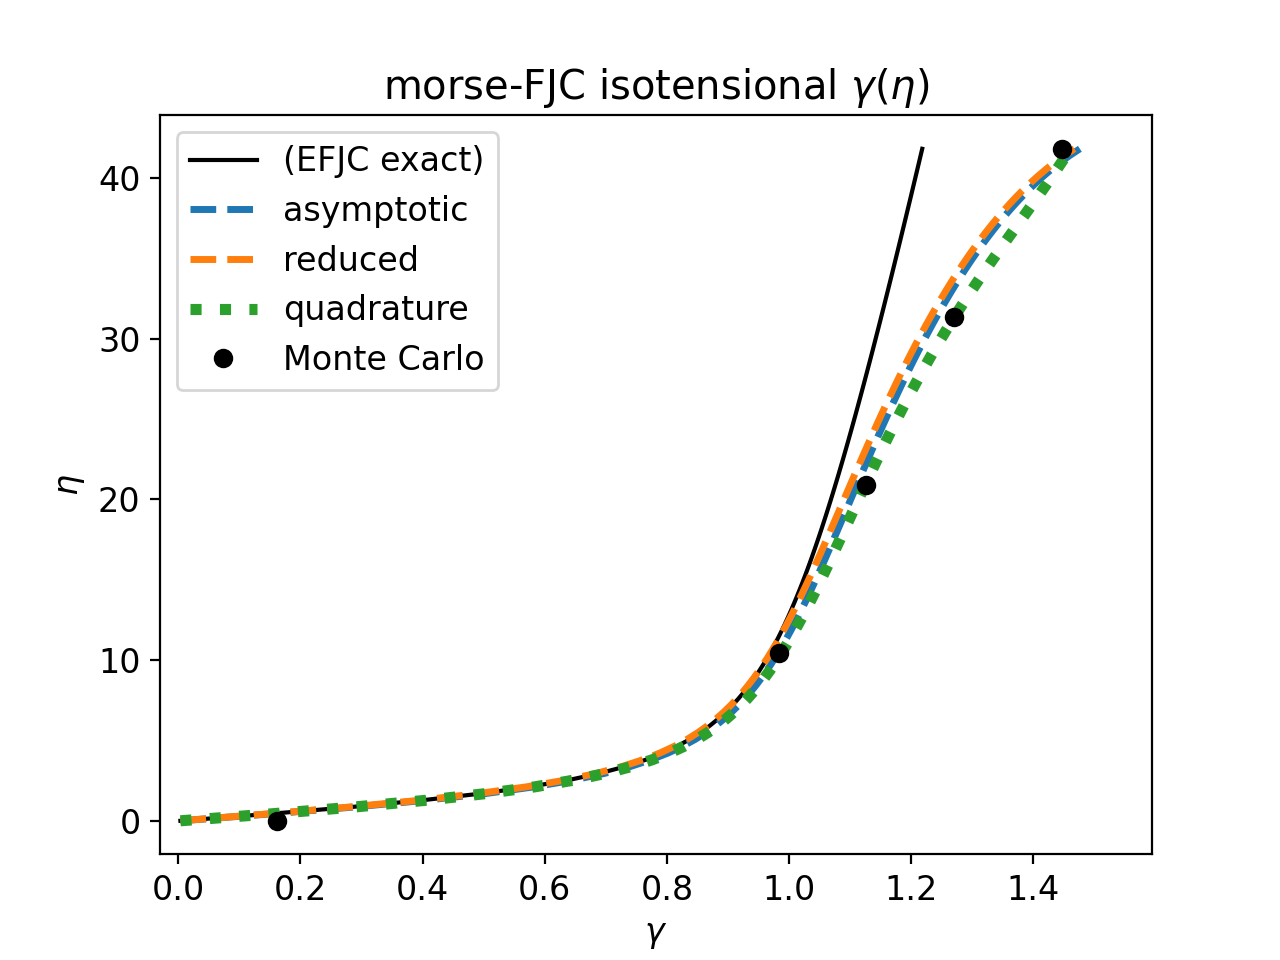 morse-FJC isotensional γ(η)
(EFJC exact)
asymptotic
reduced
quadrature
Monte Carlo
η
40
30
20
10
0
0.0 0.2 0.4 0.6 0.8 1.0 1.2 1.4
γ